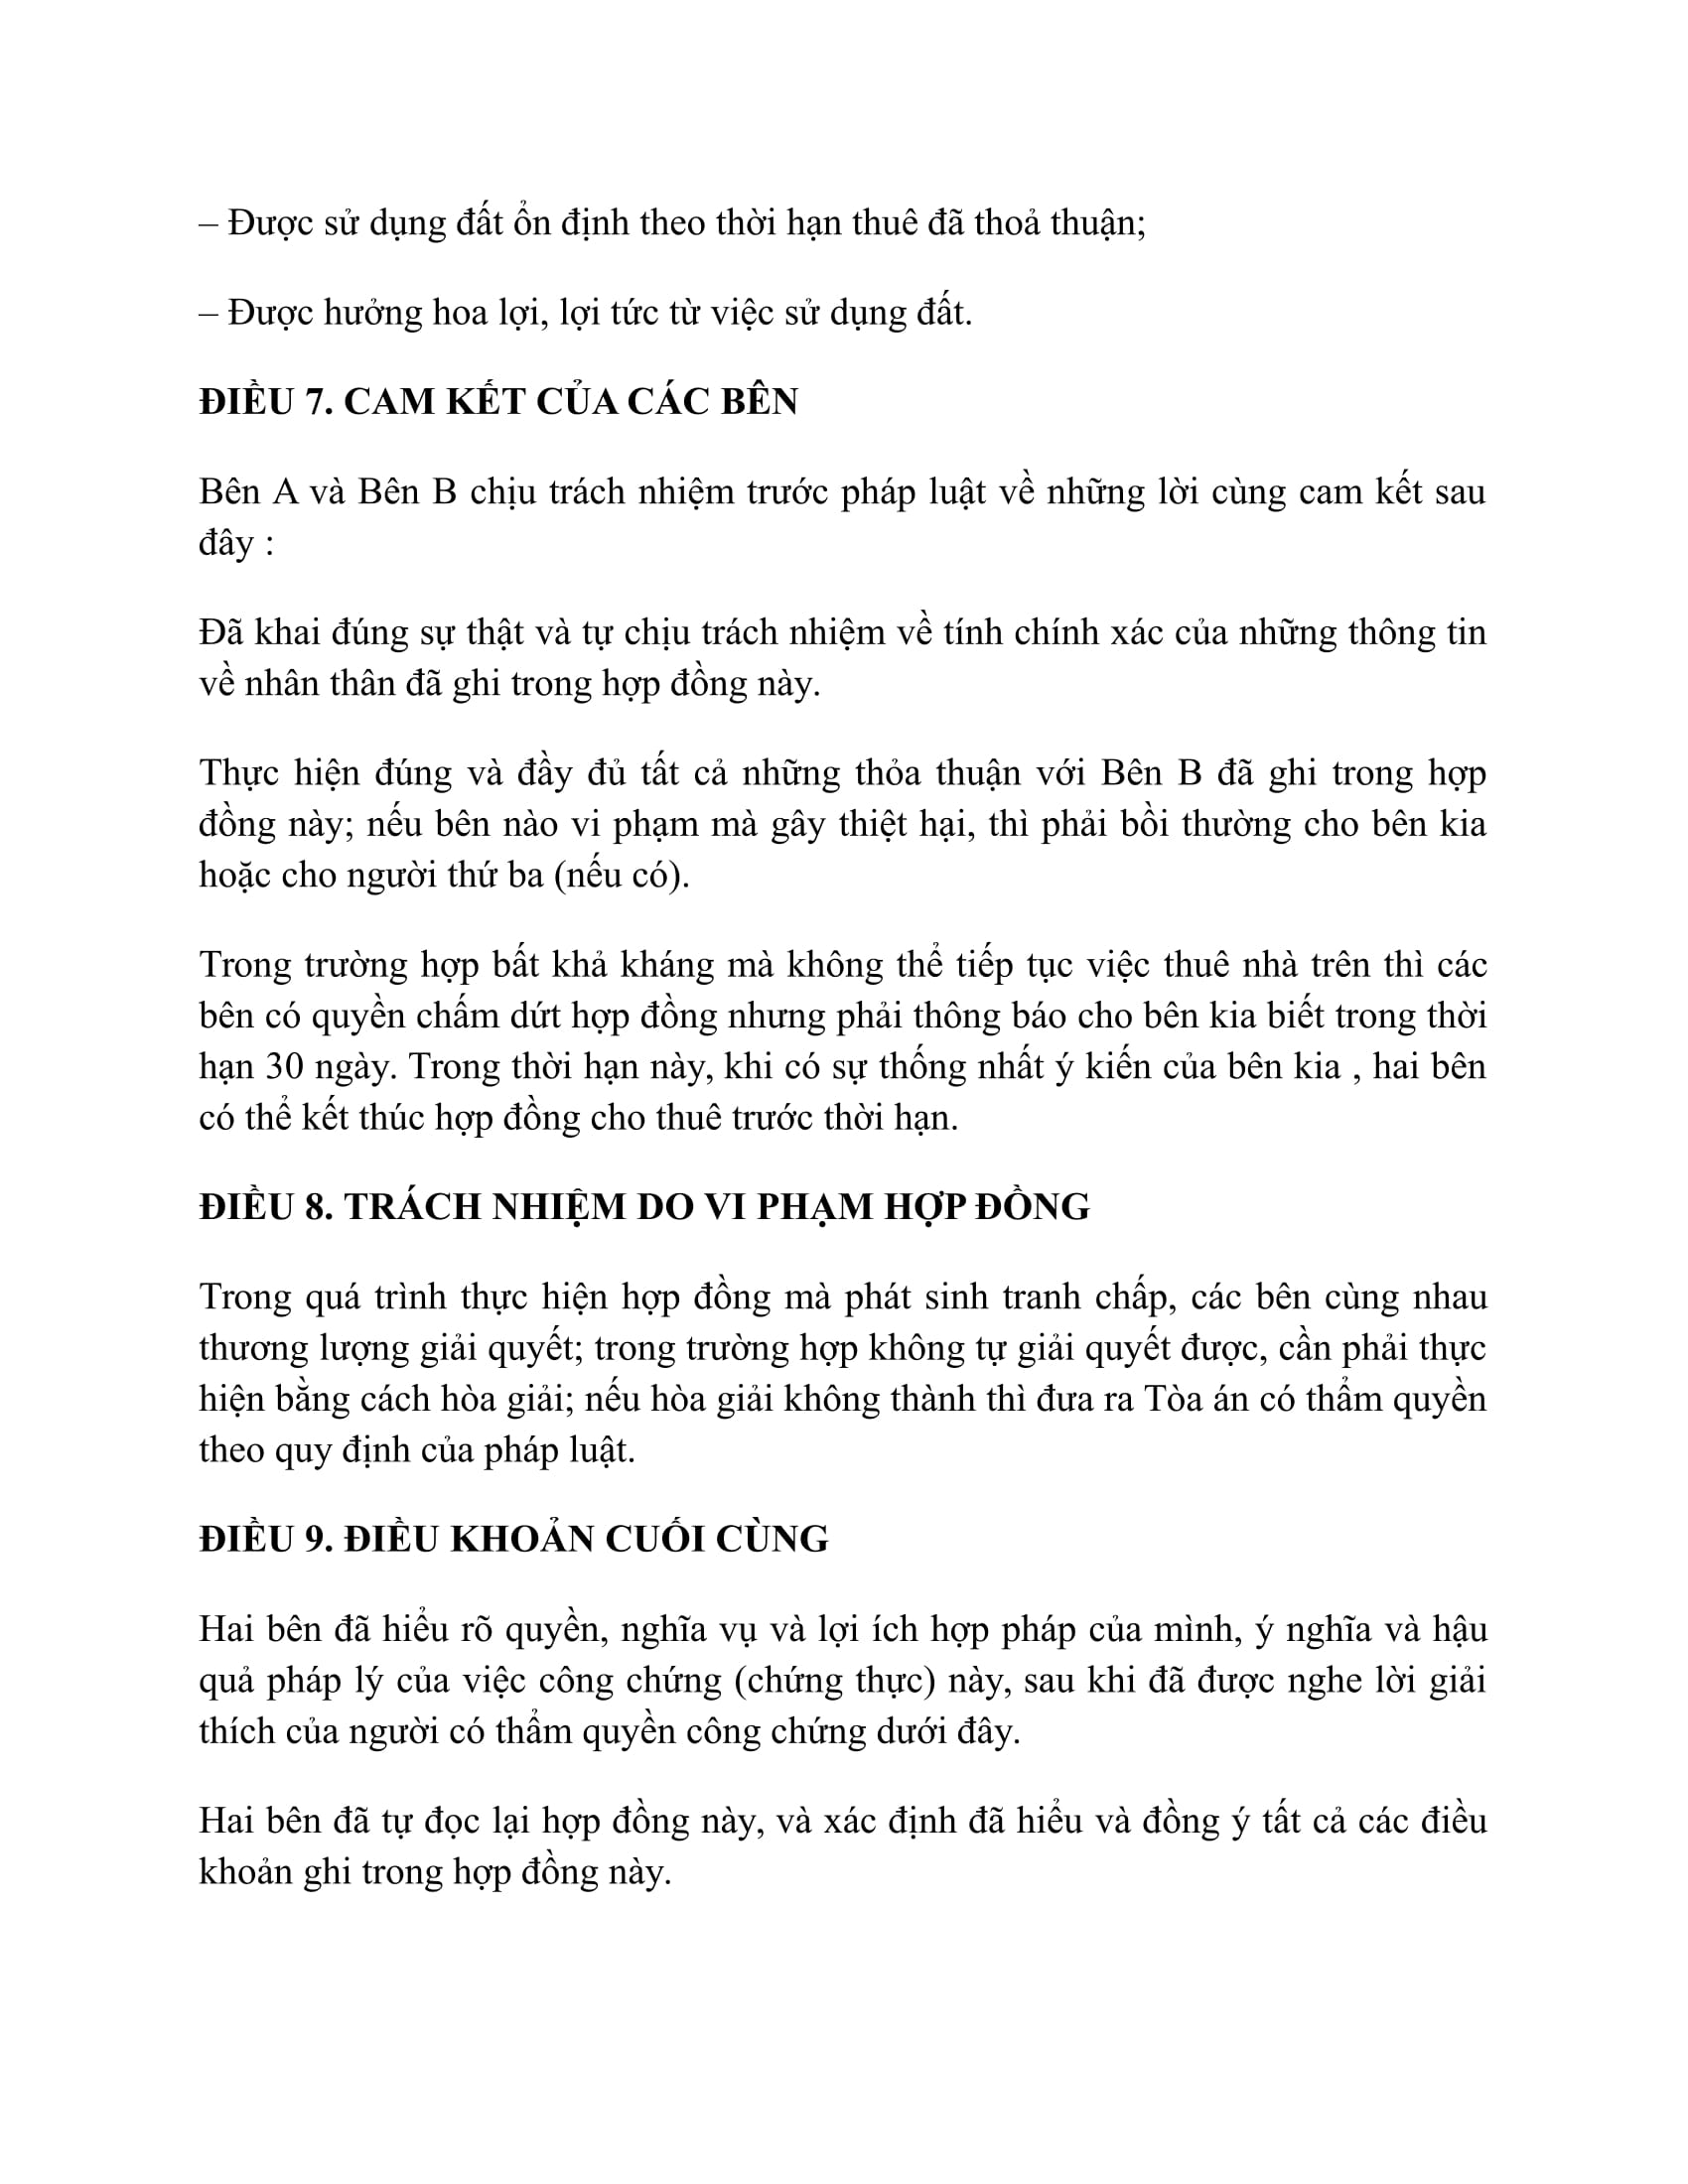 – Được sử dụng đất ổn định theo thời hạn thuê đã thoả thuận;
– Được hưởng hoa lợi, lợi tức từ việc sử dụng đất.
ĐIỀU 7. CAM KẾT CỦA CÁC BÊN
Bên A và Bên B chịu trách nhiệm trước pháp luật về những lời cùng cam kết sau
đây :
Đã khai đúng sự thật và tự chịu trách nhiệm về tính chính xác của những thông tin
về nhân thân đã ghi trong hợp đồng này.
Thực hiện đúng và đầy đủ tất cả những thỏa thuận với Bên B đã ghi trong hợp
đồng này; nếu bên nào vi phạm mà gây thiệt hại, thì phải bồi thường cho bên kia
hoặc cho người thứ ba (nếu có).
Trong trường hợp bất khả kháng mà không thể tiếp tục việc thuê nhà trên thì các
bên có quyền chấm dứt hợp đồng nhưng phải thông báo cho bên kia biết trong thời
hạn 30 ngày. Trong thời hạn này, khi có sự thống nhất ý kiến của bên kia , hai bên
có thể kết thúc hợp đồng cho thuê trước thời hạn.
ĐIỀU 8. TRÁCH NHIỆM DO VI PHẠM HỢP ĐỒNG
Trong quá trình thực hiện hợp đồng mà phát sinh tranh chấp, các bên cùng nhau
thương lượng giải quyết; trong trường hợp không tự giải quyết được, cần phải thực
hiện bằng cách hòa giải; nếu hòa giải không thành thì đưa ra Tòa án có thẩm quyền
theo quy định của pháp luật.
ĐIỀU 9. ĐIỀU KHOẢN CUỐI CÙNG
Hai bên đã hiểu rõ quyền, nghĩa vụ và lợi ích hợp pháp của mình, ý nghĩa và hậu
quả pháp lý của việc công chứng (chứng thực) này, sau khi đã được nghe lời giải
thích của người có thẩm quyền công chứng dưới đây.
Hai bên đã tự đọc lại hợp đồng này, và xác định đã hiểu và đồng ý tất cả các điều
khoản ghi trong hợp đồng này.